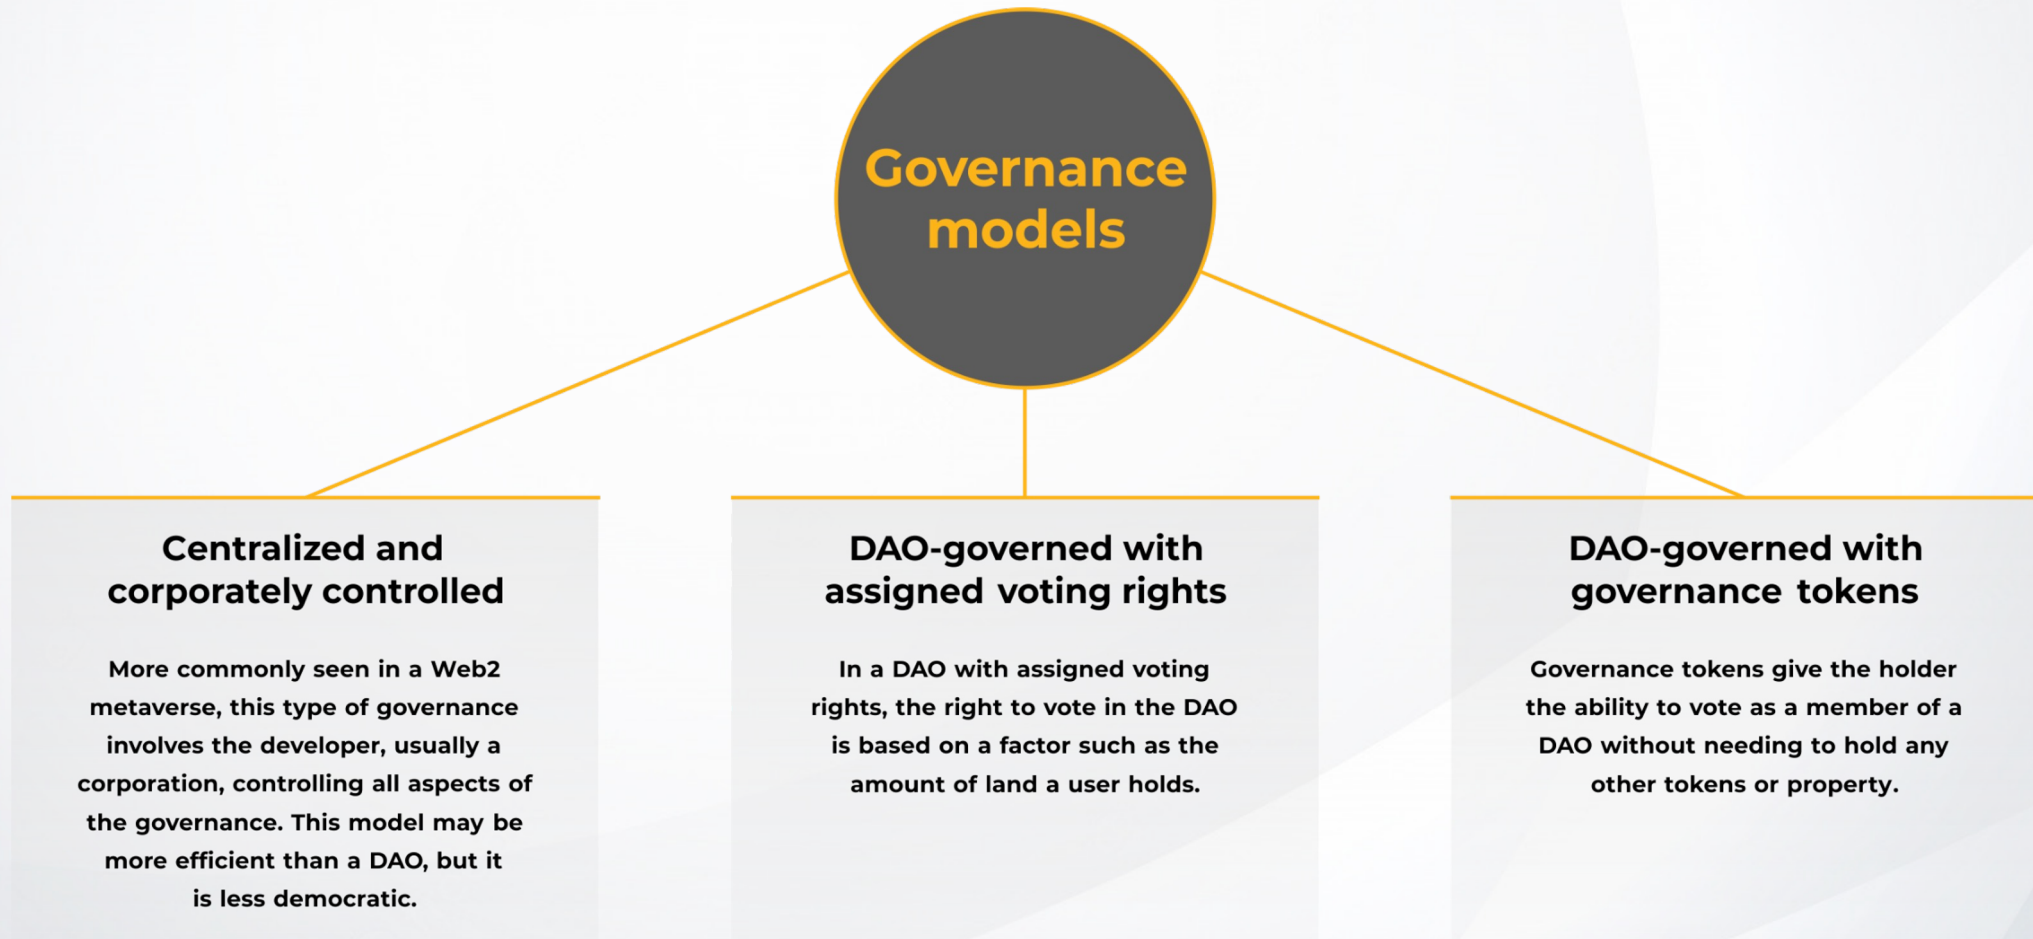 Governance
models
Centralized and
corporately controlled
More commonly seen in a Web2
metaverse, this type of governance
involves the developer, usually a
corporation, controlling all aspects of
the governance. This model may be
more efficient than a DAO, but it
is less democratic.
DAO-governed with
assigned voting rights
In a DAO with assigned voting
rights, the right to vote in the DAO
is based on a factor such as the
amount of land a user holds.
DAO-governed with
governance tokens
Governance tokens give the holder
the ability to vote as a member of a
DAO without needing to hold any
other tokens or property.